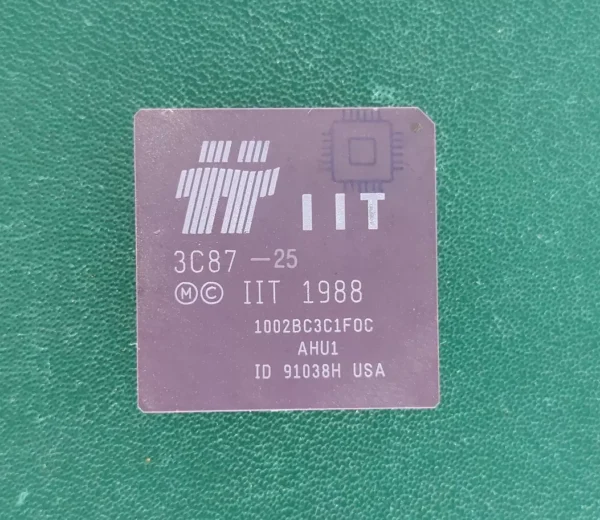 IIT
3C87 -25
Ⓜ© IIT 1988
1002BC3C1F0C
AHU1
ID 91038H USA